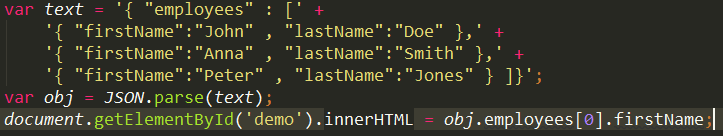 var text = '{ "employees" : [' +
    '{ "firstName":"John" , "lastName":"Doe" },' +
    '{ "firstName":"Anna" , "lastName":"Smith" },' +
    '{ "firstName":"Peter" , "lastName":"Jones" } ]}';
var obj = JSON.parse(text);
document.getElementById('demo').innerHTML = obj.employees[0].firstName;